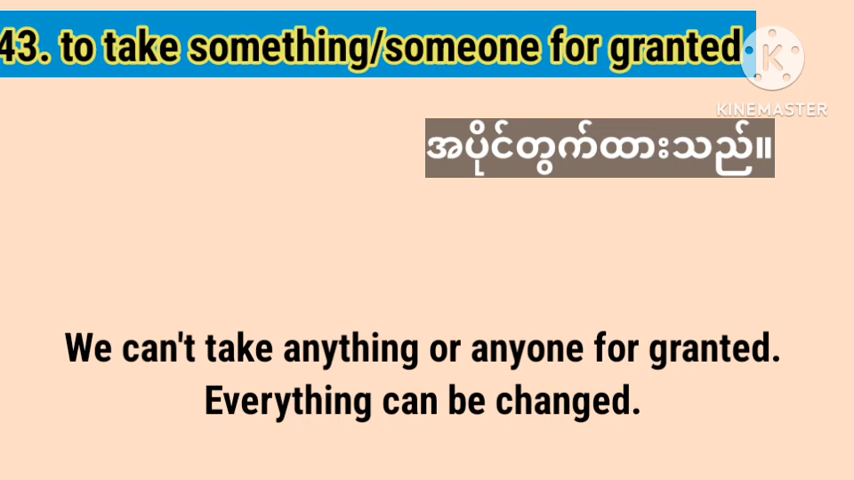 43. to take something/someone for granted
KINEMASTER
အပိုင်တွက်ထားသည်။
We can't take anything or anyone for granted.
Everything can be changed.